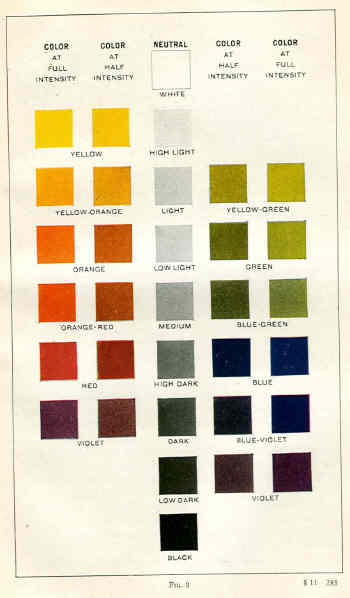 COLOR AT FULL INTENSITY
COLOR AT HALF INTENSITY
NEUTRAL
COLOR AT HALF INTENSITY
COLOR AT FULL INTENSITY
WHITE
YELLOW
HIGH LIGHT
YELLOW-ORANGE
LIGHT
YELLOW-GREEN
ORANGE
LOW LIGHT
GREEN
ORANGE-RED
MEDIUM
BLUE-GREEN
RED
HIGH DARK
BLUE
VIOLET
DARK
BLUE-VIOLET
LOW DARK
VIOLET
BLACK
FIG. 9
§ 11 288